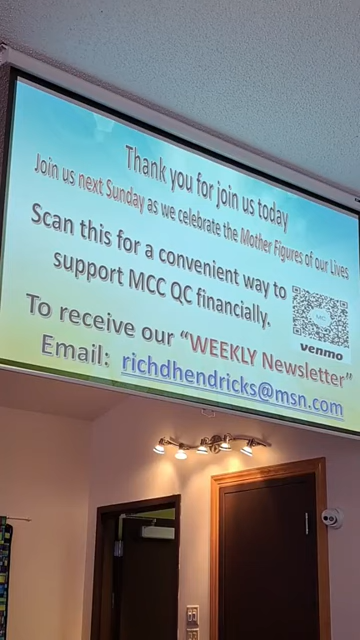 Thank you for join us today
Join us next Sunday as we celebrate the Mother Figures of our Lives
Scan this for a convenient way to
support MCC QC financially.
venmo
To receive our "WEEKLY Newsletter"
Email: richdhendricks@msn.com